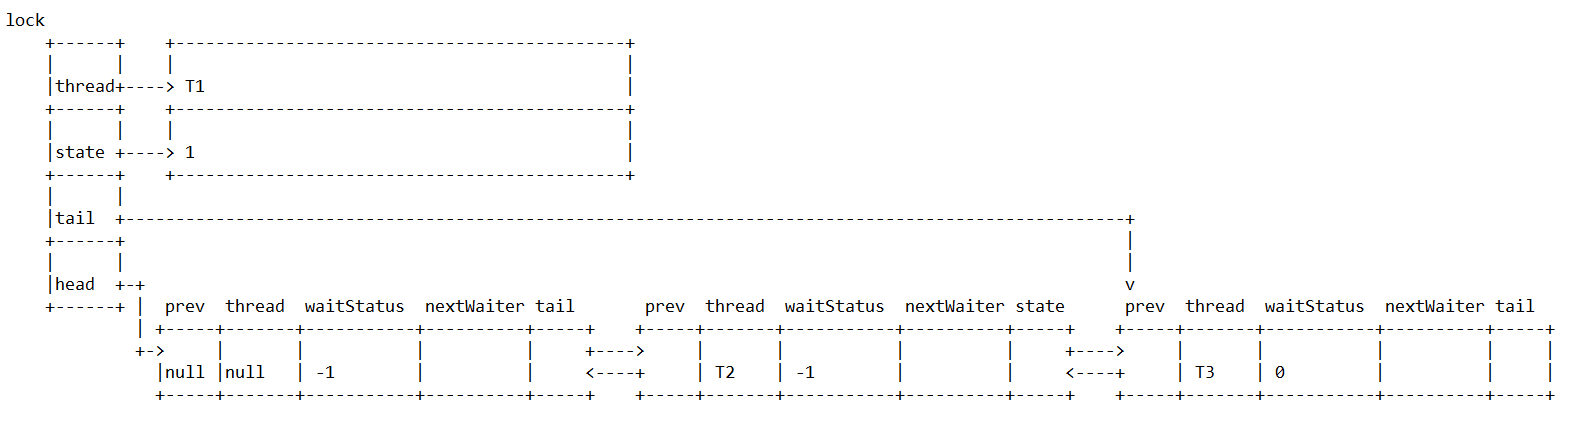 lock
thread T1
state 1
tail
head
prev thread waitStatus nextWaiter tail prev thread waitStatus nextWaiter state prev thread waitStatus nextWaiter tail
null null -1 T2 -1 T3 0